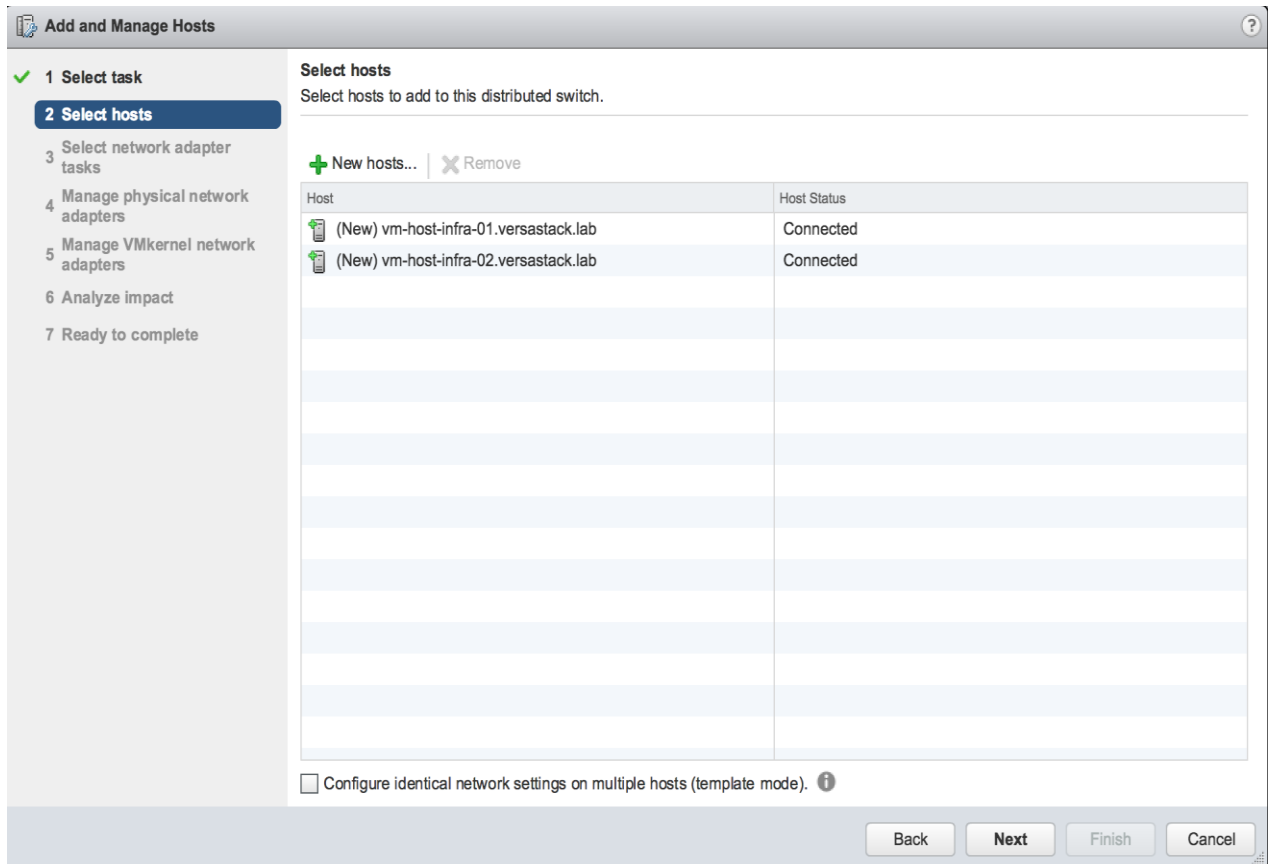 Add and Manage Hosts
?
1 Select task
2 Select hosts
3 Select network adapter
tasks
4 Manage physical network
adapters
5 Manage VMkernel network
adapters
6 Analyze impact
7 Ready to complete
Select hosts
Select hosts to add to this distributed switch.
New hosts... Remove
Host Host Status
(New) vm-host-infra-01.versastack.lab Connected
(New) vm-host-infra-02.versastack.lab Connected
Configure identical network settings on multiple hosts (template mode). i
Back Next Finish Cancel